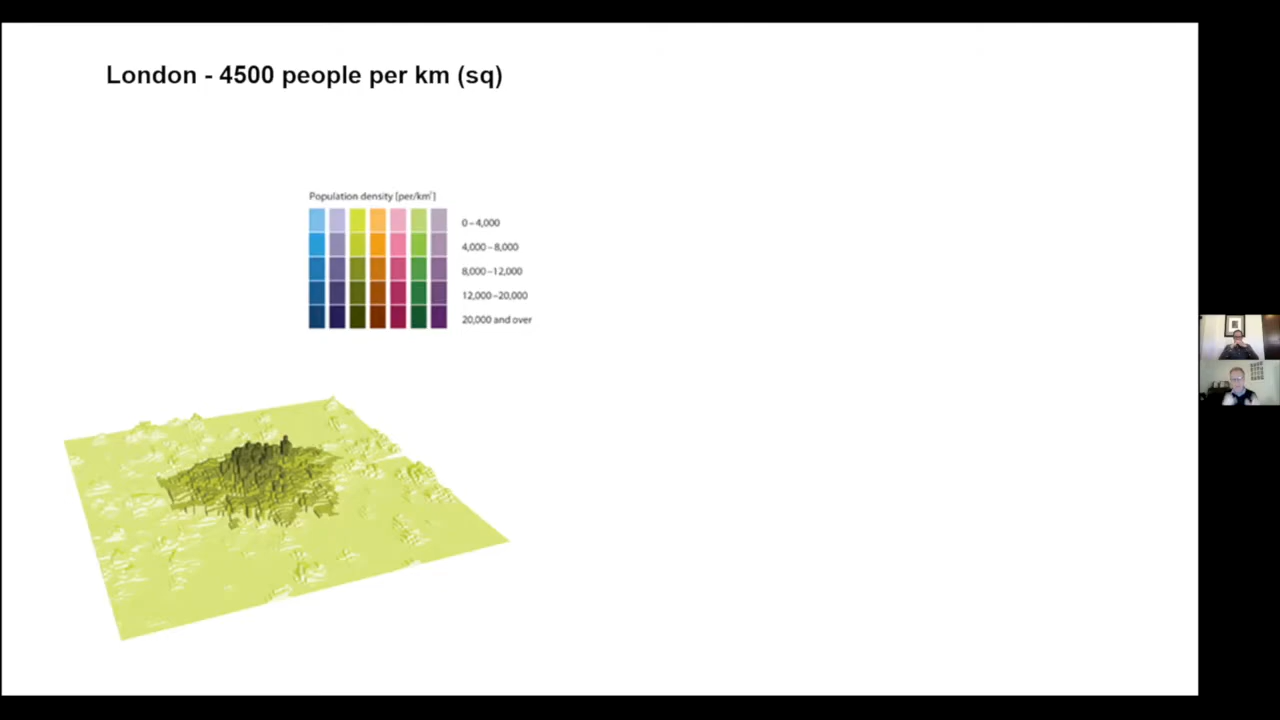 London - 4500 people per km (sq)
Population density [per/km²]
0–4,000
4,000–8,000
8,000–12,000
12,000–20,000
20,000 and over